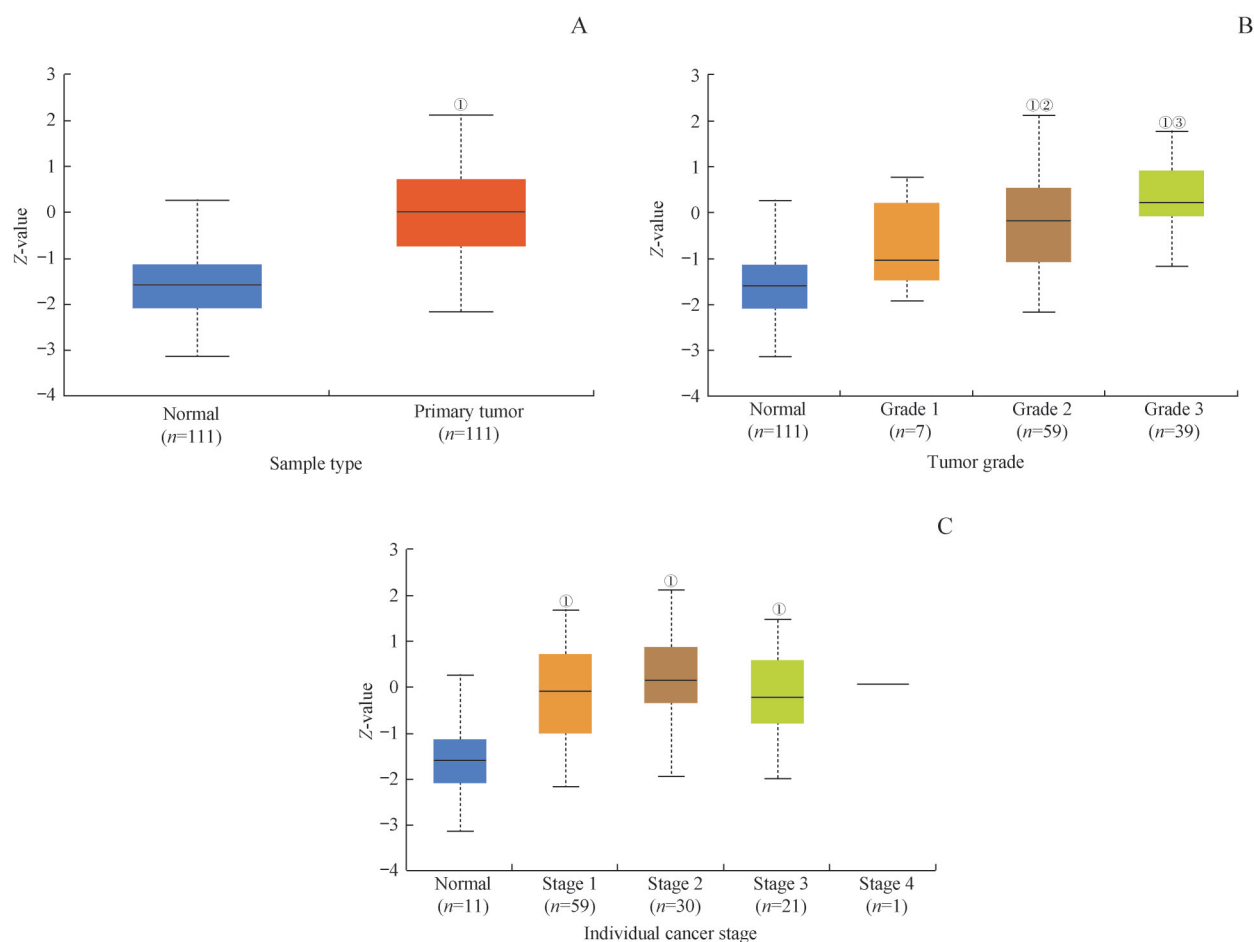 A
3
2
1
0
−1
−2
−3
−4
Z-value
①
Normal
(n=111)
Primary tumor
(n=111)
Sample type
B
3
2
1
0
−1
−2
−3
−4
Z-value
①②
①③
Normal
(n=111)
Grade 1
(n=7)
Grade 2
(n=59)
Grade 3
(n=39)
Tumor grade
C
3
2
1
0
−1
−2
−3
−4
Z-value
①
①
①
Normal
(n=11)
Stage 1
(n=59)
Stage 2
(n=30)
Stage 3
(n=21)
Stage 4
(n=1)
Individual cancer stage